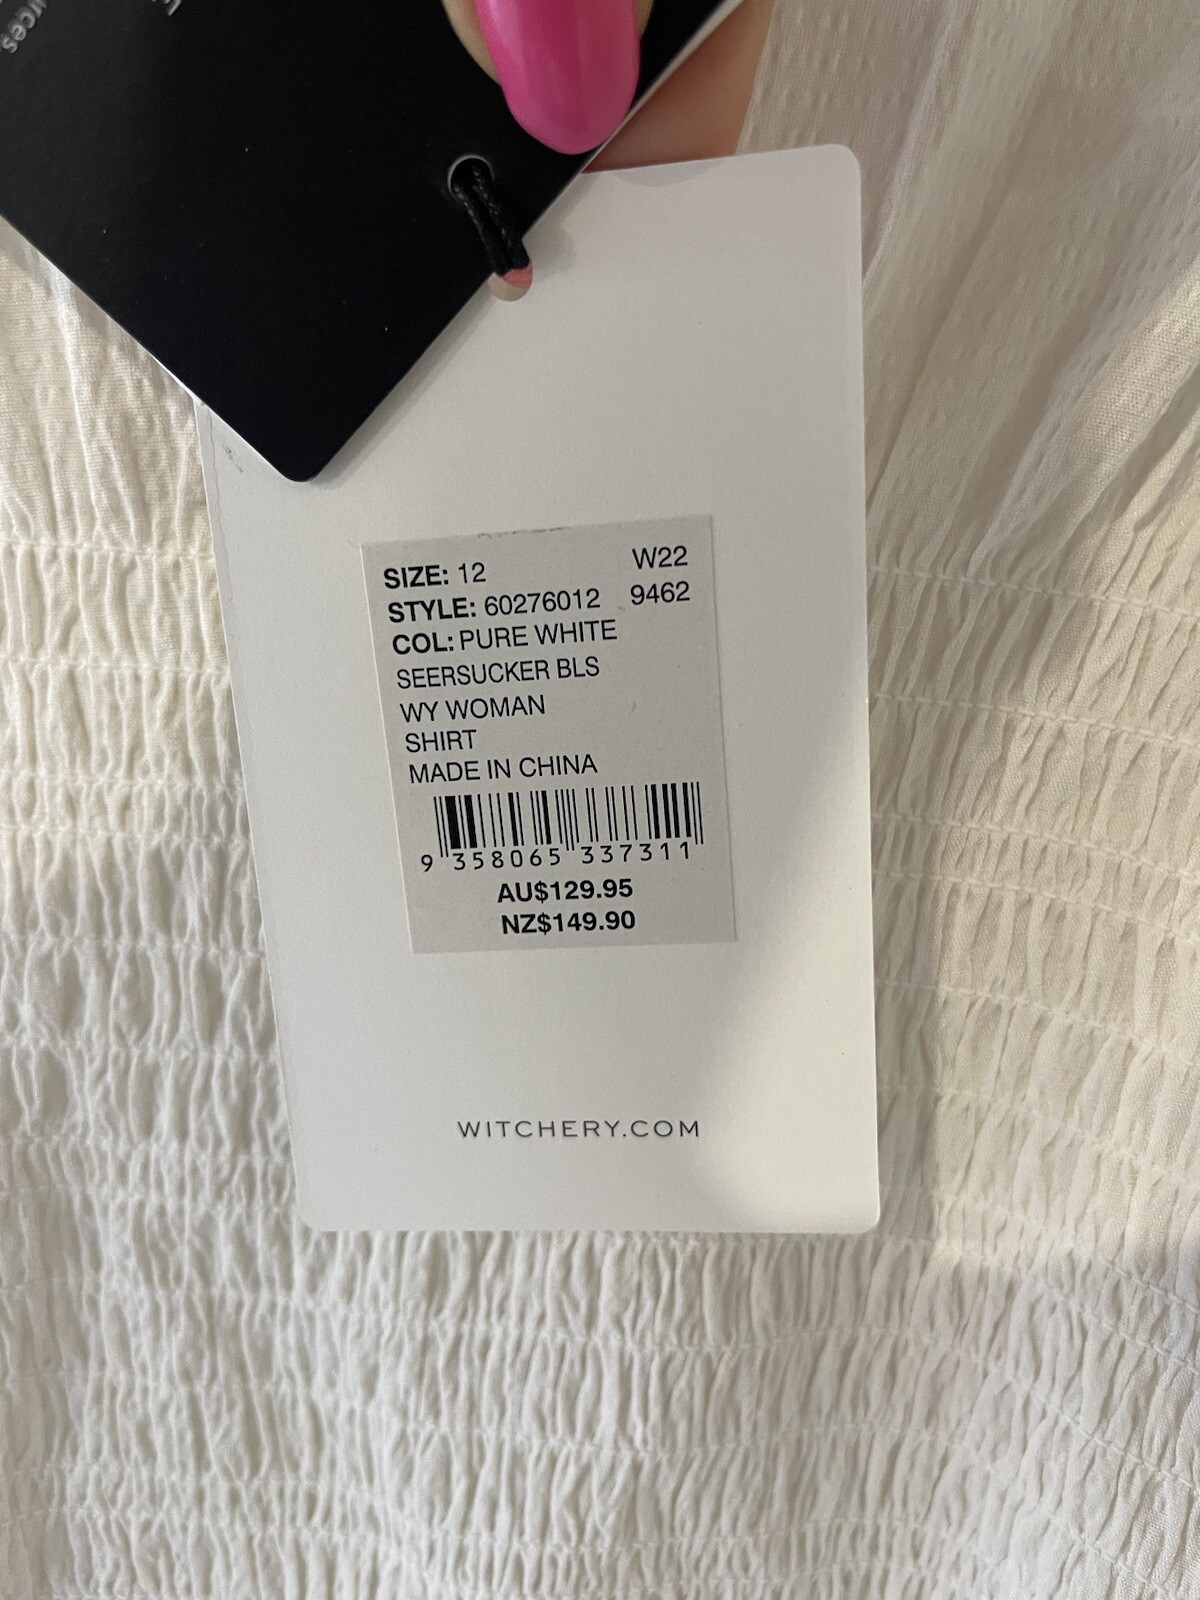 urces
SIZE: 12 W22
STYLE: 60276012 9462
COL: PURE WHITE
SEERSUCKER BLS
WY WOMAN
SHIRT
MADE IN CHINA
9 358065 337311
AU$129.95
NZ$149.90
WITCHERY.COM